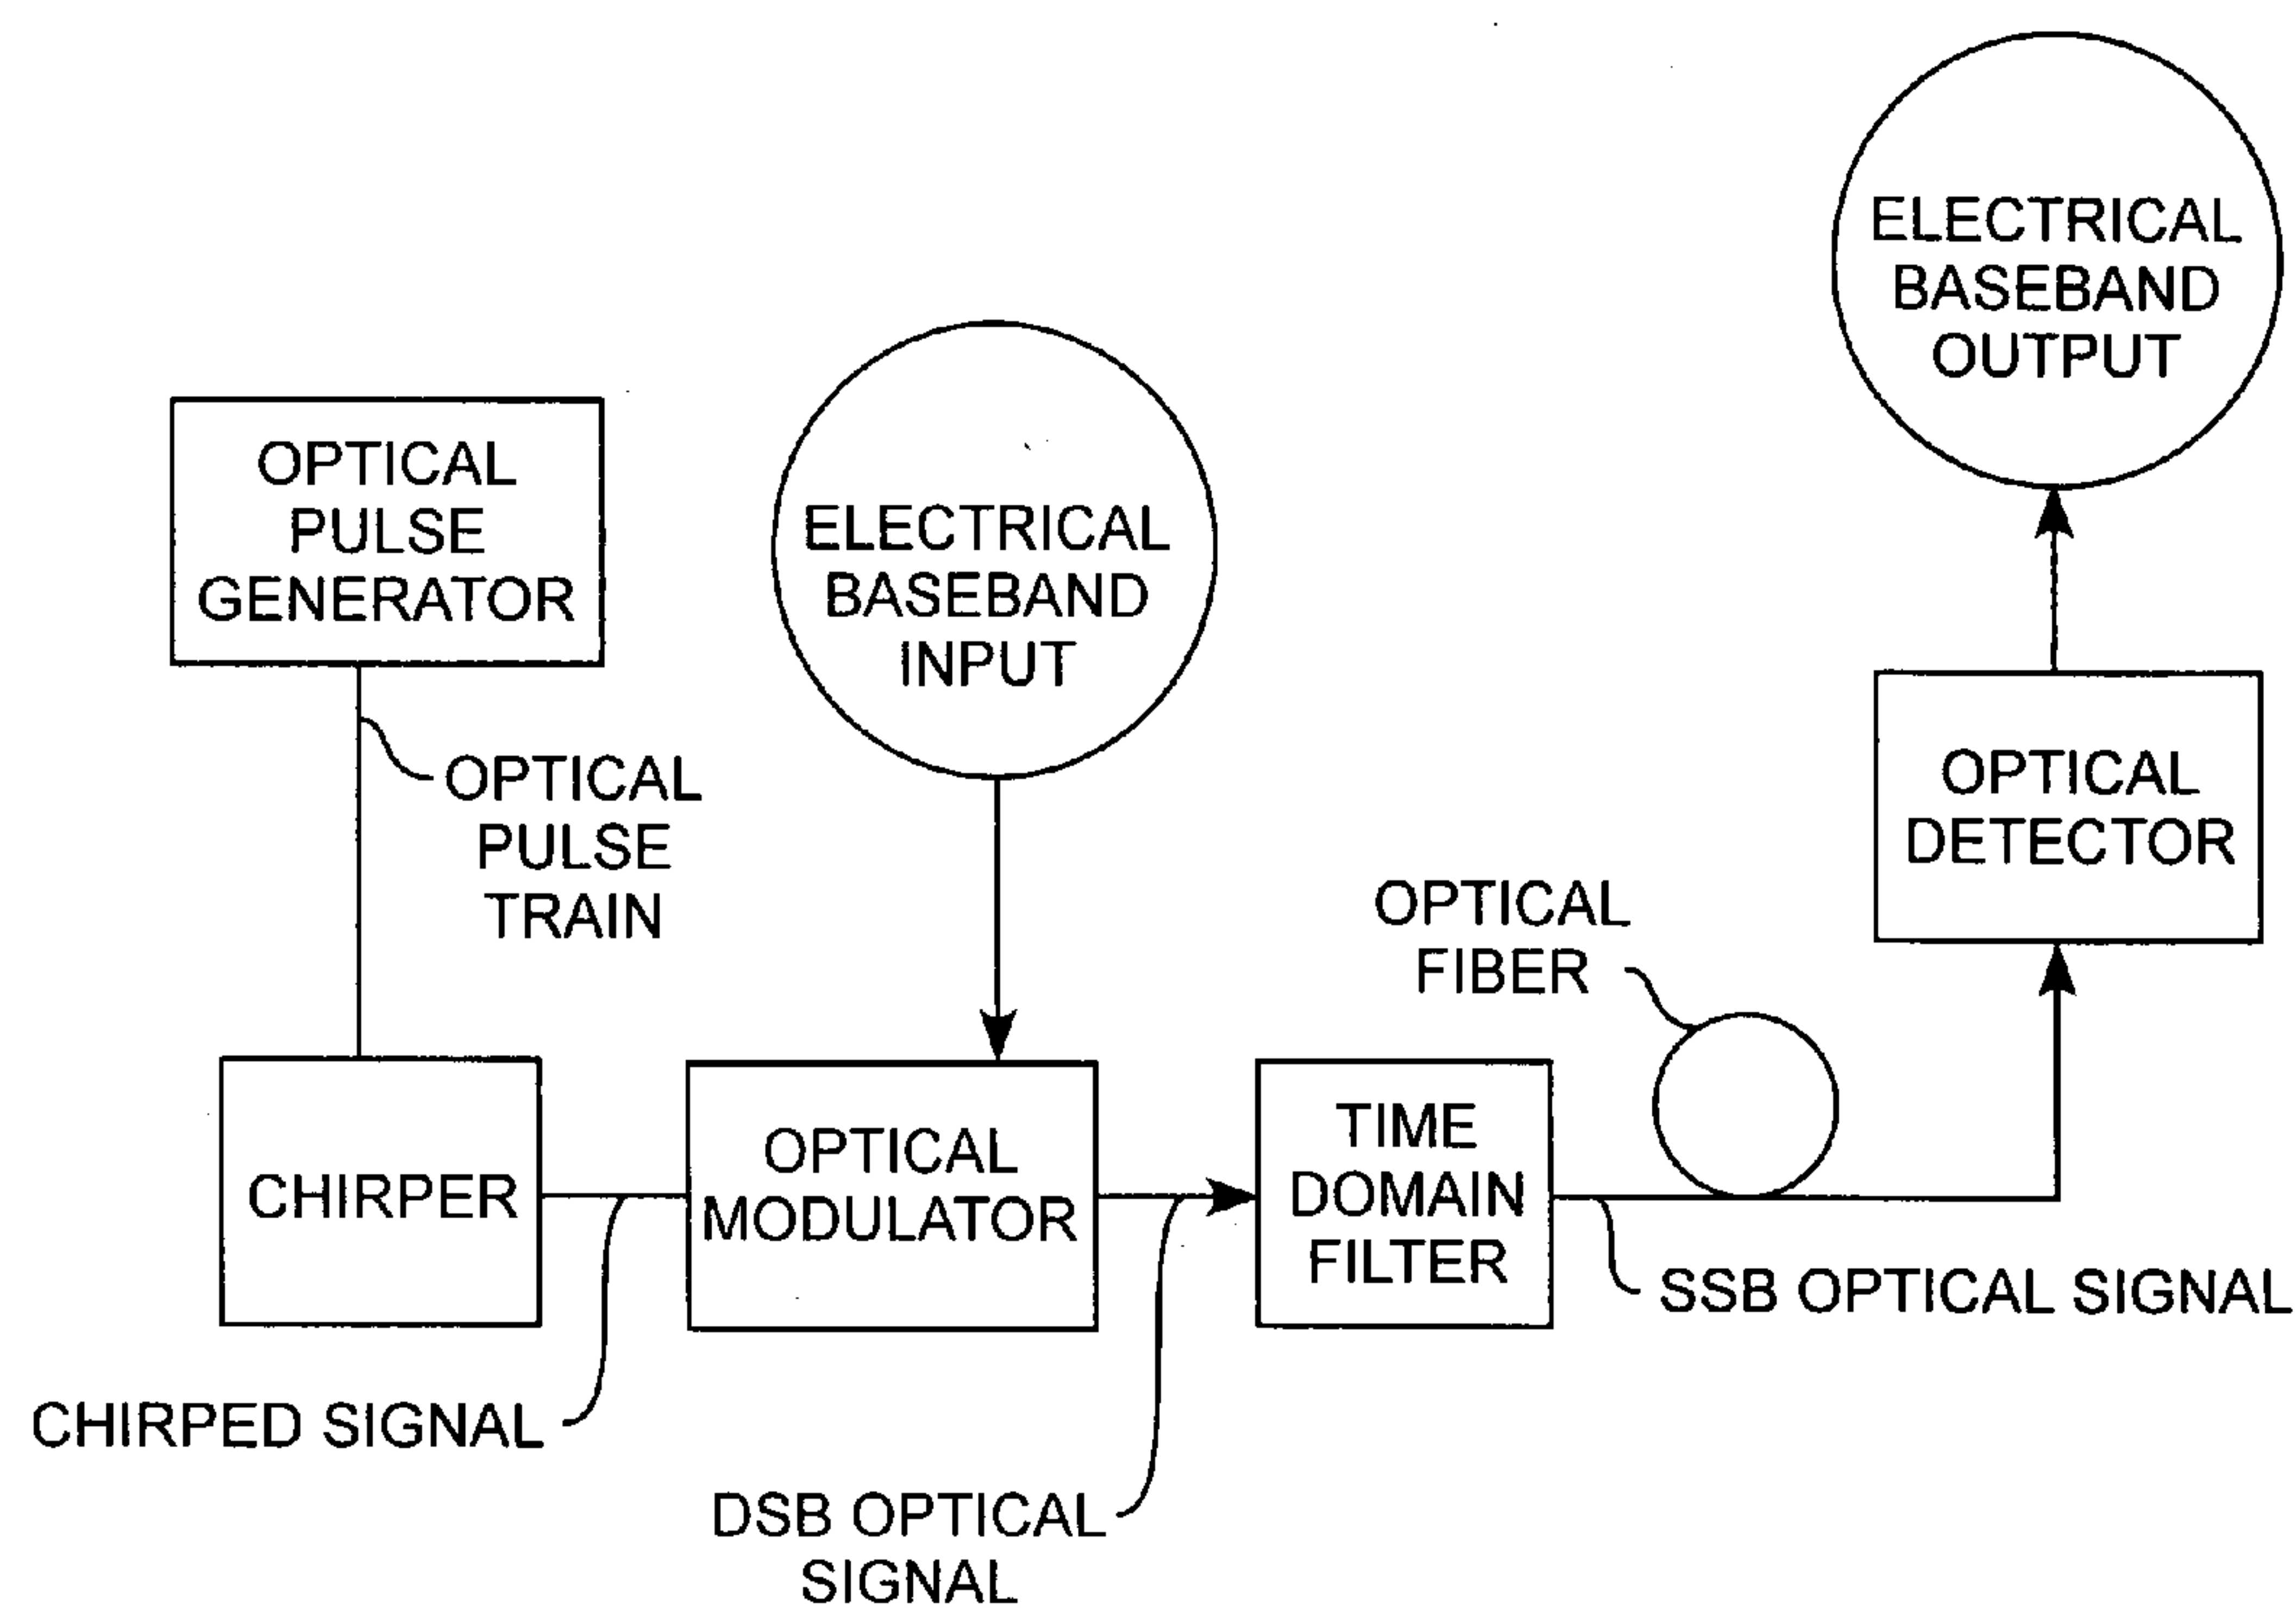 OPTICAL
PULSE
GENERATOR
OPTICAL
PULSE
TRAIN
CHIRPER
CHIRPED SIGNAL
ELECTRICAL
BASEBAND
INPUT
OPTICAL
MODULATOR
DSB OPTICAL
SIGNAL
TIME
DOMAIN
FILTER
OPTICAL
FIBER
SSB OPTICAL SIGNAL
OPTICAL
DETECTOR
ELECTRICAL
BASEBAND
OUTPUT